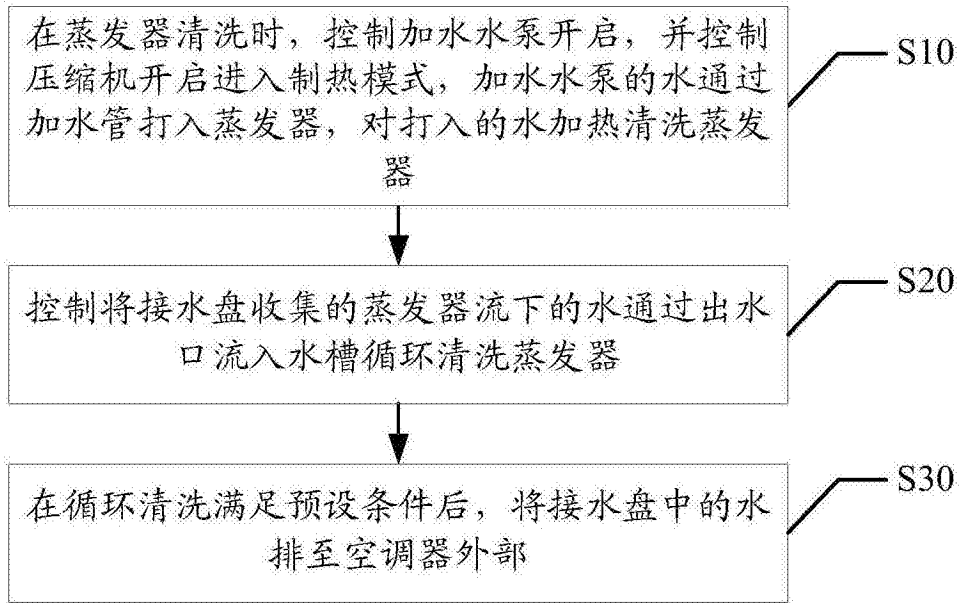 在蒸发器清洗时，控制加水水泵开启，并控制
压缩机开启进入制热模式，加水水泵的水通过
加水管打入蒸发器，对打入的水加热清洗蒸发
器
S10
控制将接水盘收集的蒸发器流下的水通过出水
口流入水槽循环清洗蒸发器
S20
在循环清洗满足预设条件后，将接水盘中的水
排至空调器外部
S30